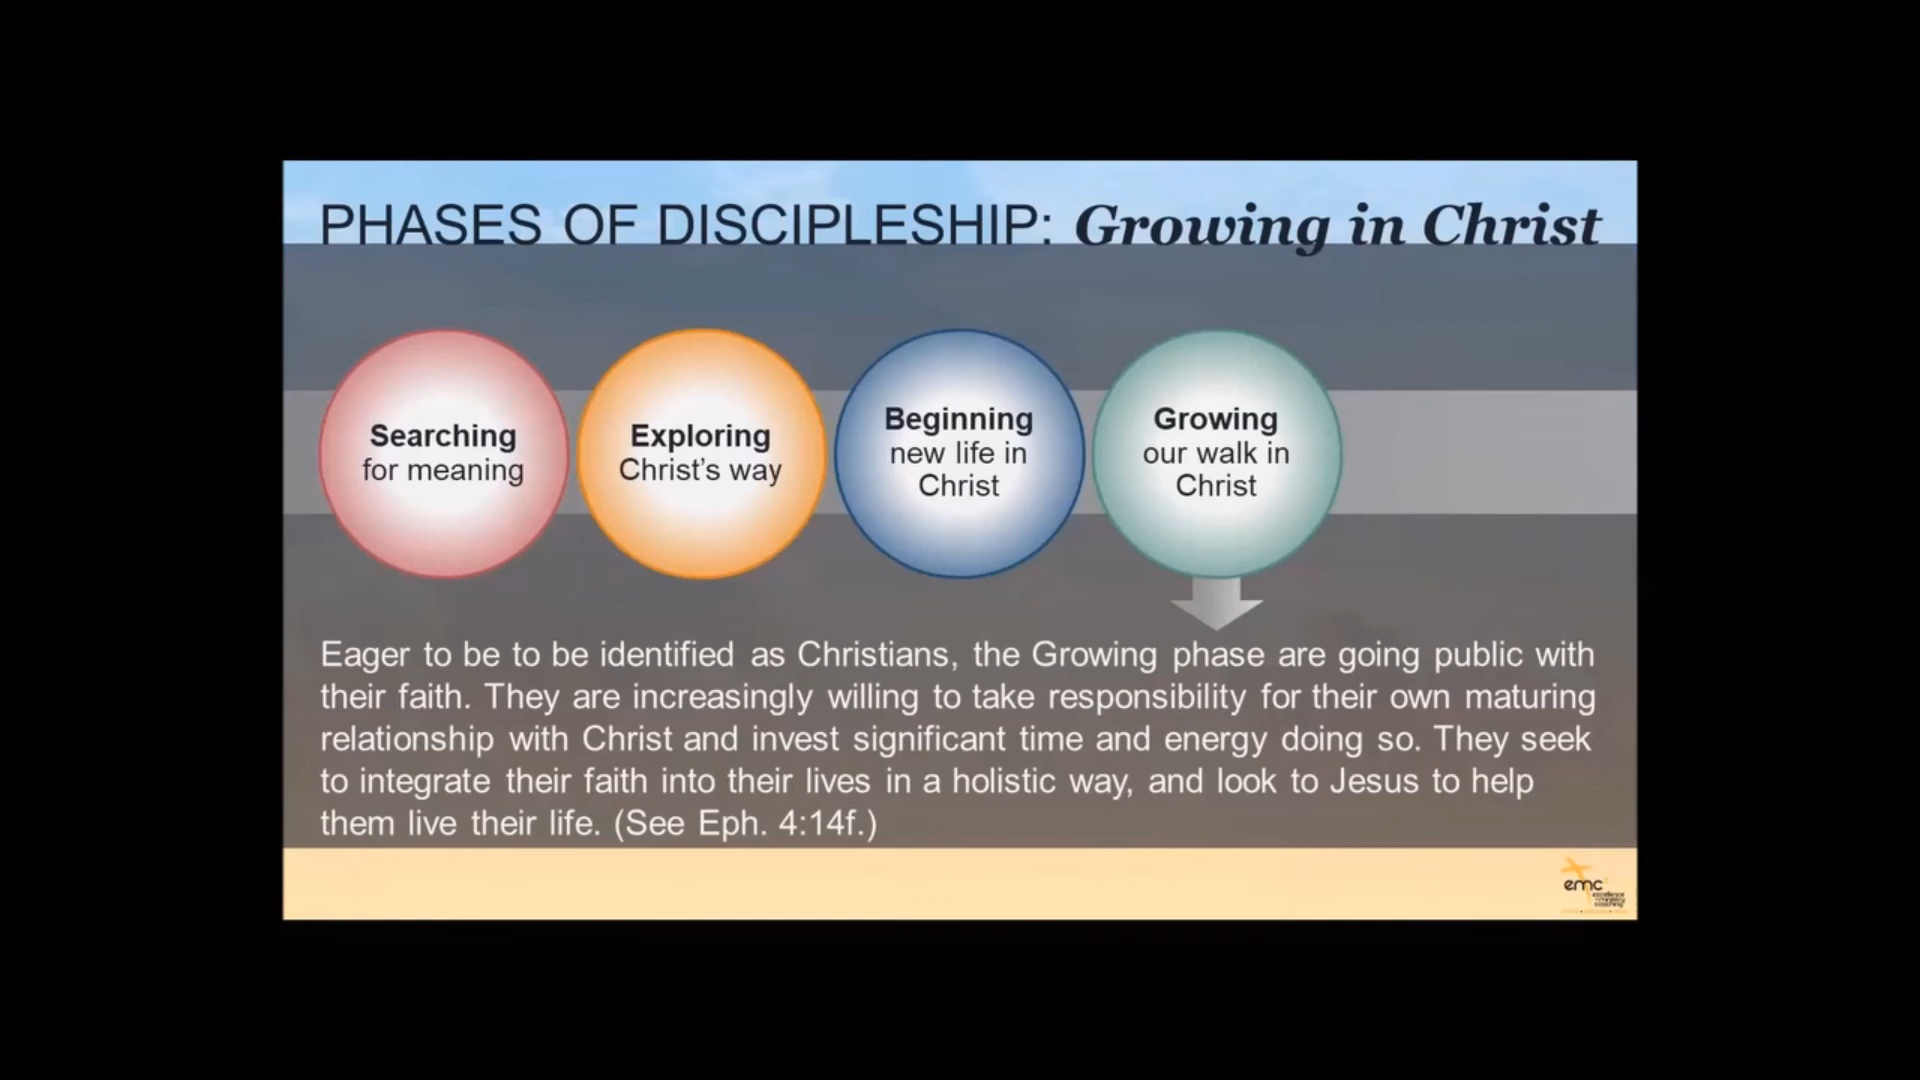 PHASES OF DISCIPLESHIP: Growing in Christ
Searching
for meaning
Exploring
Christ's way
Beginning
new life in
Christ
Growing
our walk in
Christ
Eager to be to be identified as Christians, the Growing phase are going public with
their faith. They are increasingly willing to take responsibility for their own maturing
relationship with Christ and invest significant time and energy doing so. They seek
to integrate their faith into their lives in a holistic way, and look to Jesus to help
them live their life. (See Eph. 4:14f.)
emc
excellence
ministry
coaching